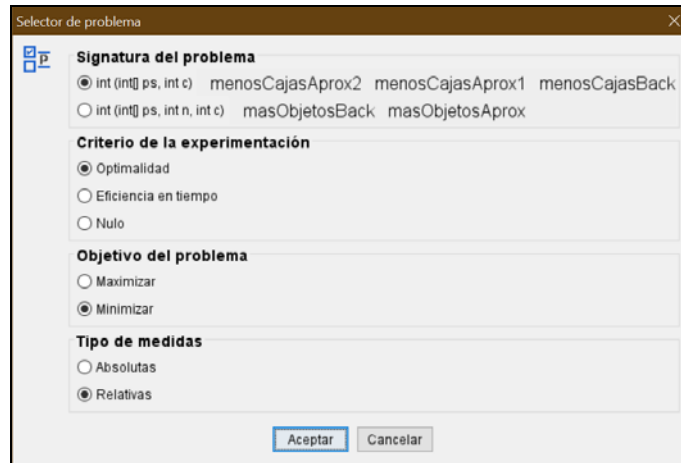 Selector de problema
P
Signatura del problema
int (int[] ps, int c) menosCajasAprox2 menosCajasAprox1 menosCajasBack
int (int[] ps, int n, int c) masObjetosBack masObjetosAprox
Criterio de la experimentación
Optimalidad
Eficiencia en tiempo
Nulo
Objetivo del problema
Maximizar
Minimizar
Tipo de medidas
Absolutas
Relativas
Aceptar Cancelar